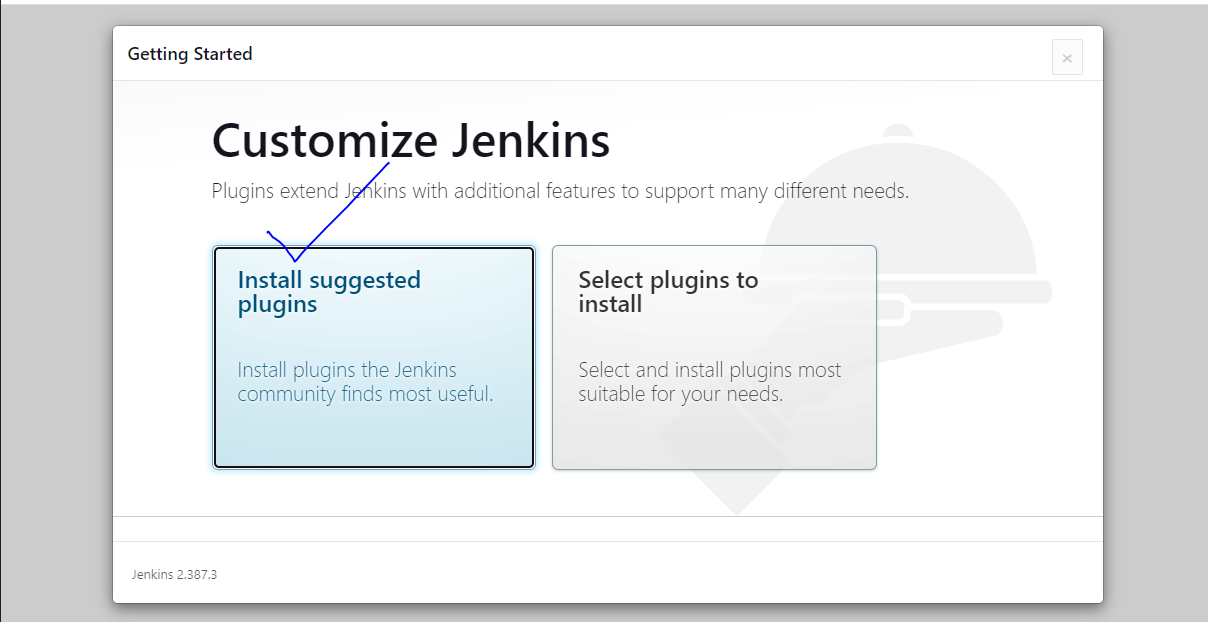 Getting Started
×
Customize Jenkins
Plugins extend Jenkins with additional features to support many different needs.
Install suggested
plugins
Install plugins the Jenkins
community finds most useful.
Select plugins to
install
Select and install plugins most
suitable for your needs.
Jenkins 2.387.3